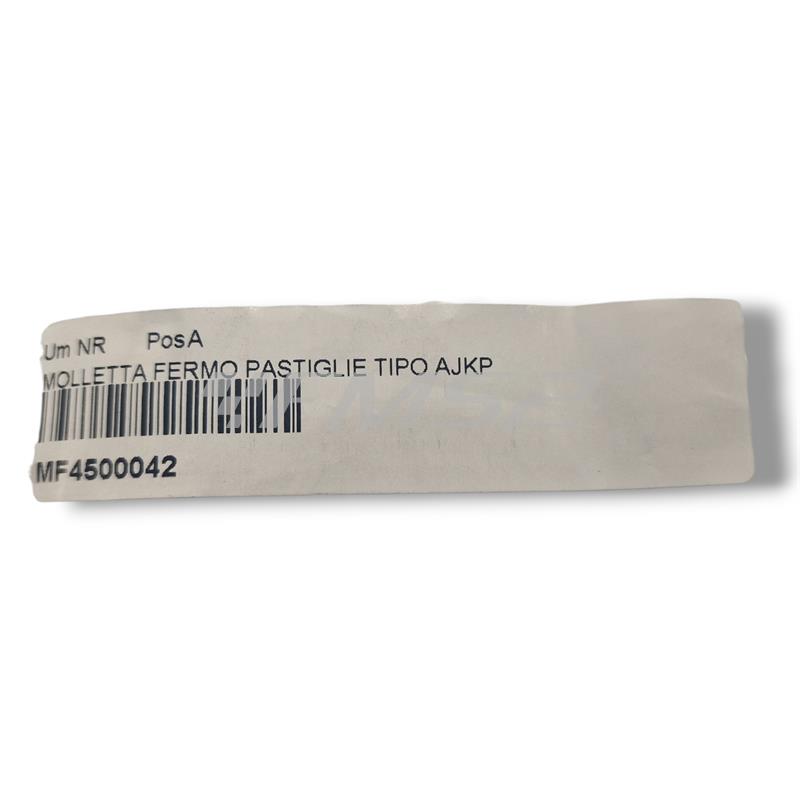 Um NR PosA
MOLLETTA FERMO PASTIGLIE TIPO AJKP
MF4500042